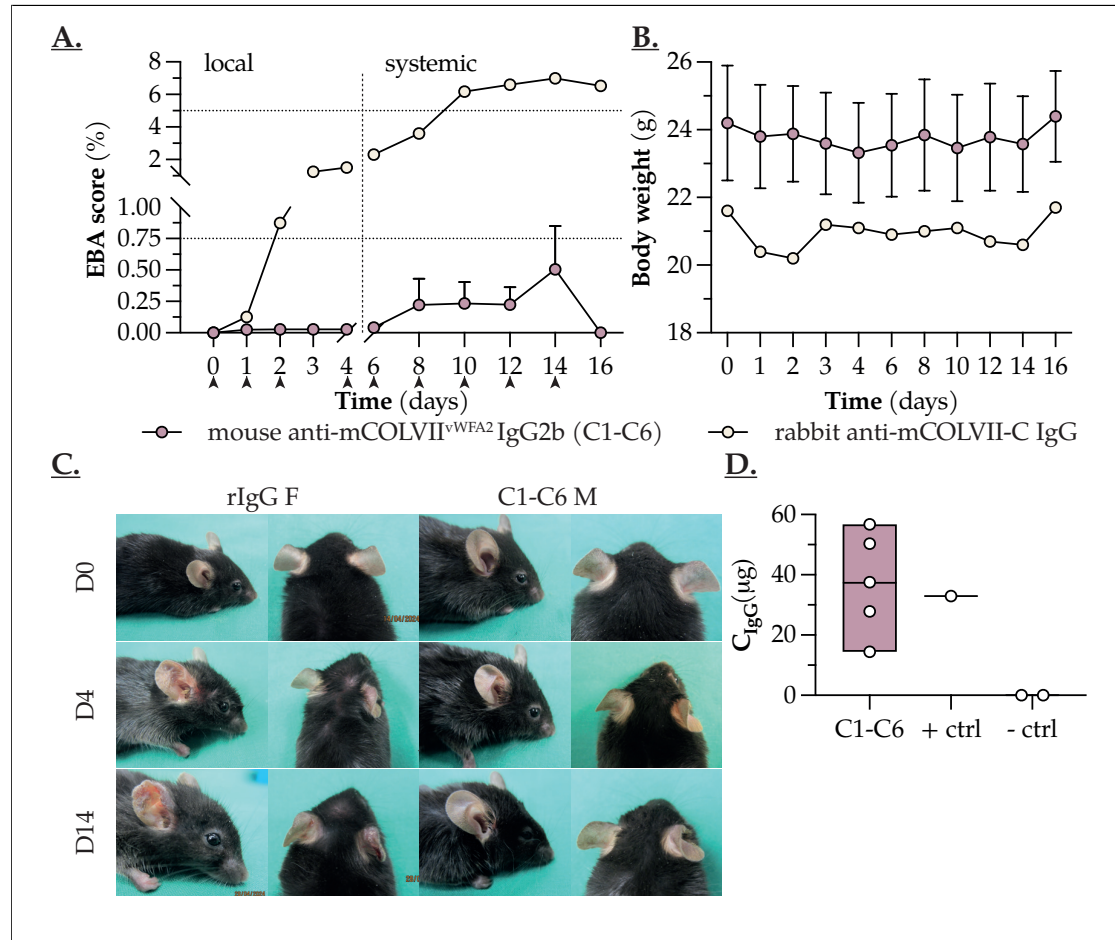 A.
local
systemic
EBA score (%)
8
6
4
2
1.00
0.75
0.50
0.25
0.00
0 1 2 3 4 6 8 10 12 14 16
Time (days)
B.
Body weight (g)
26
24
22
20
18
0 1 2 3 4 6 8 10 12 14 16
Time (days)
mouse anti-mCOLVIIvWFA2 IgG2b (C1-C6)
rabbit anti-mCOLVII-C IgG
C.
rIgG F
C1-C6 M
D0
D4
D14
D.
CIgG(μg)
60
40
20
0
C1-C6 + ctrl - ctrl